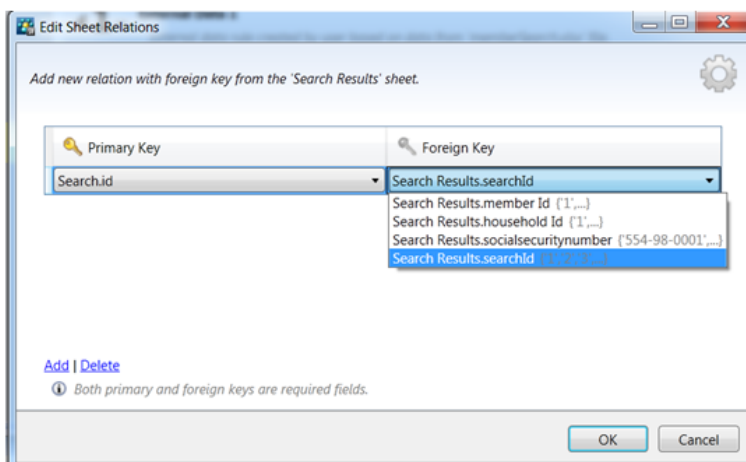 Edit Sheet Relations
Add new relation with foreign key from the 'Search Results' sheet.
Primary Key
Foreign Key
Search.id
Search Results.searchId
Search Results.member Id {'1',...}
Search Results.household Id {'1',...}
Search Results.socialsecuritynumber {'554-98-0001',...}
Search Results.searchId
Add | Delete
Both primary and foreign keys are required fields.
OK
Cancel